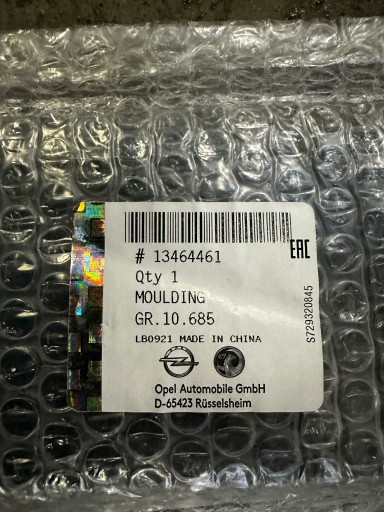 # 13464461
EAC
Qty 1
MOULDING
GR.10.685
LB0921 MADE IN CHINA
S729320845
Opel Automobile GmbH
D-65423 Rüsselsheim